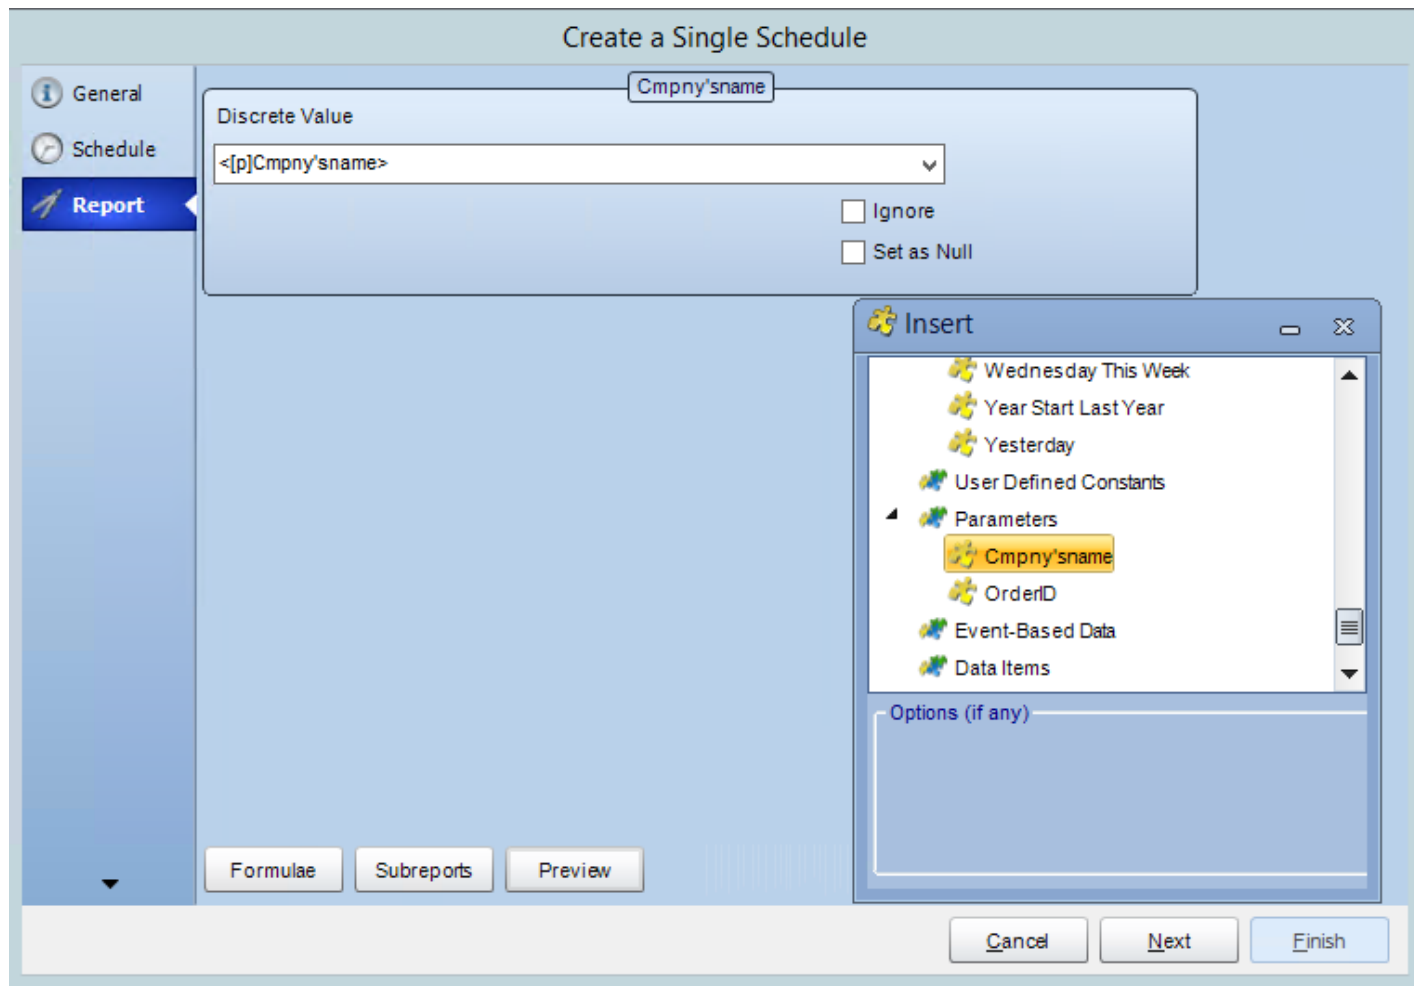 Create a Single Schedule
General
Schedule
Report
Cmpny'sname
Discrete Value
<[p]Cmpny'sname>
Ignore
Set as Null
Insert
Wednesday This Week
Year Start Last Year
Yesterday
User Defined Constants
Parameters
Cmpny'sname
OrderID
Event-Based Data
Data Items
Options (if any)
Formulae Subreports Preview
Cancel Next Finish